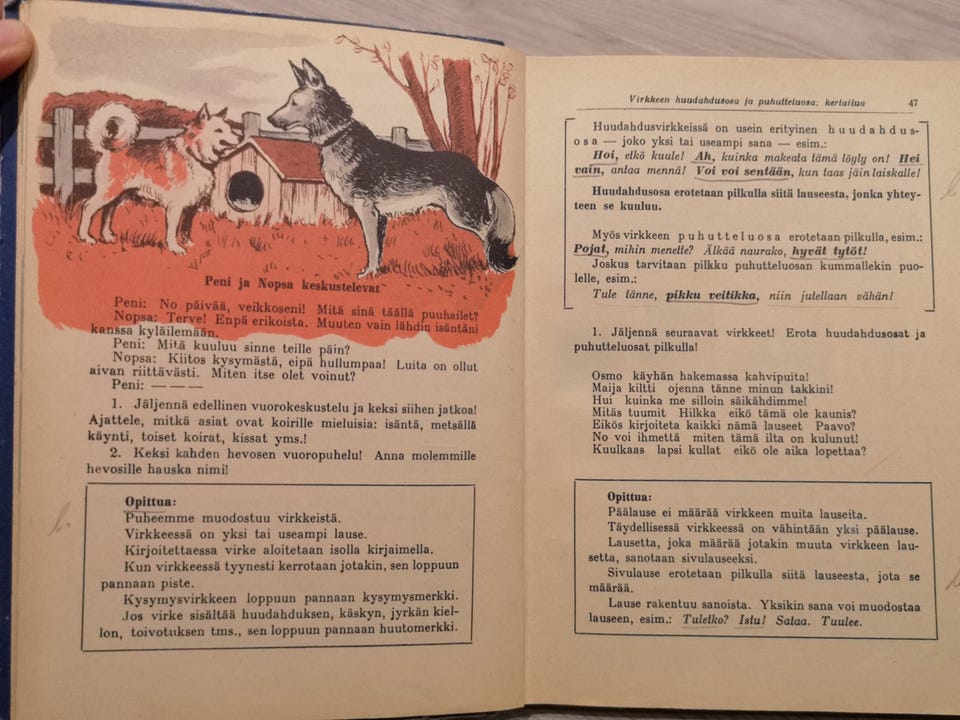 Peni ja Nopsa keskustelevat
Peni: No päivää, veikkoseni! Mitä sinä täällä puuhailet?
Nopsa: Terve! Enpä erikoista. Muuten vain lähdin isäntäni
kanssa kyläilemään.
Peni: Mitä kuuluu sinne teille päin?
Nopsa: Kiitos kysymästä, eipä hullumpaa! Luita on ollut
aivan riittävästi. Miten itse olet voinut?
Peni: — — —
1. Jäljennä edellinen vuorokeskustelu ja keksi siihen jatkoa!
Ajattele, mitkä asiat ovat koirille mieluisia: isäntä, metsällä
käynti, toiset koirat, kissat yms.!
2. Keksi kahden hevosen vuoropuhelu! Anna molemmille
hevosille hauska nimi!
Opittua:
Puheemme muodostuu virkkeistä.
Virkkeessä on yksi tai useampi lause.
Kirjoitettaessa virke aloitetaan isolla kirjaimella.
Kun virkkeessä tyynesti kerrotaan jotakin, sen loppuun
pannaan piste.
Kysymysvirkkeen loppuun pannaan kysymysmerkki.
Jos virke sisältää huudahduksen, käskyn, jyrkän kiel-
lon, toivotuksen tms., sen loppuun pannaan huutomerkki.
Virkkeen huudahdusosa ja puhutteluosa; kertailua 47
Huudahdusvirkkeissä on usein erityinen huudahdus-
osa — joko yksi tai useampi sana — esim.:
Hoi, etkö kuule! Ah, kuinka makeata tämä löyly on! Hei
vain, antaa mennä! Voi voi sentään, kun taas jäin laiskalle!
Huudahdusosa erotetaan pilkulla siitä lauseesta, jonka yhtey-
teen se kuuluu.
Myös virkkeen puhutteluosa erotetaan pilkulla, esim.:
Pojat, mihin menette? Älkää naurako, hyvät tytöt!
Joskus tarvitaan pilkku puhutteluosan kummallekin puo-
lelle, esim.:
Tule tänne, pikku veitikka, niin jutellaan vähän!
1. Jäljennä seuraavat virkkeet! Erota huudahdusosat ja
puhutteluosat pilkulla!
Osmo käyhän hakemassa kahvipuita!
Maija kiltti ojenna tänne minun takkini!
Hui kuinka me silloin säikähdimme!
Mitäs tuumit Hilkka eikö tämä ole kaunis?
Eikös kirjoiteta kaikki nämä lauseet Paavo?
No voi ihmettä miten tämä ilta on kulunut!
Kuulkaas lapsi kullat eikö ole aika lopettaa?
Opittua:
Päälause ei määrää virkkeen muita lauseita.
Täydellisessä virkkeessä on vähintään yksi päälause.
Lausetta, joka määrää jotakin muuta virkkeen lau-
setta, sanotaan sivulauseeksi.
Sivulause erotetaan pilkulla siitä lauseesta, jota se
määrää.
Lause rakentuu sanoista. Yksikin sana voi muodostaa
lauseen, esim.: Tuletko? Istu! Sataa. Tuulee.